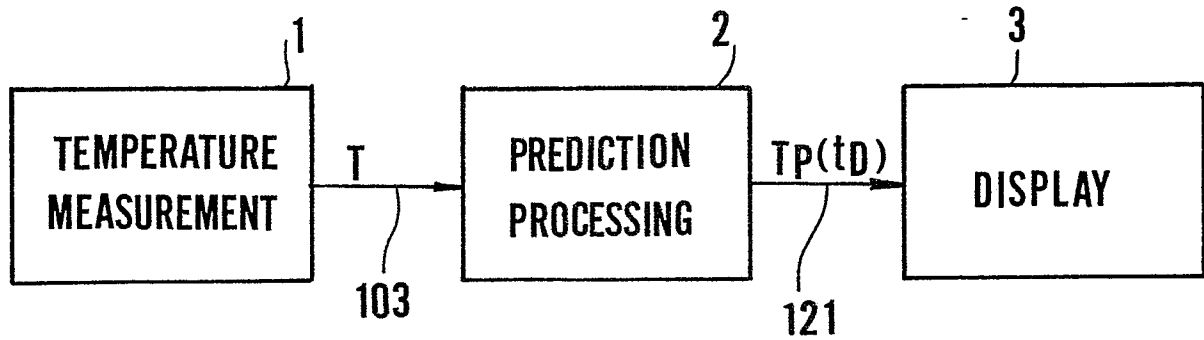 1
2
3
TEMPERATURE
MEASUREMENT
T
PREDICTION
PROCESSING
TP(tD)
DISPLAY
103
121